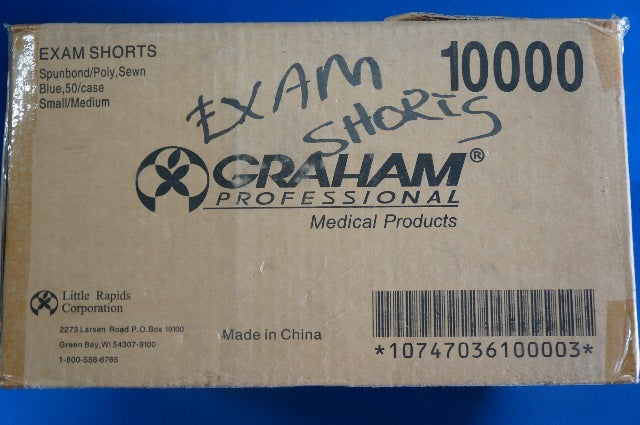 EXAM SHORTS
Spunbond/Poly,Sewn
Blue,50/case
Small/Medium
10000
EXAM
SHORTS
GRAHAM®
PROFESSIONAL
Medical Products
Little Rapids
Corporation
2273 Larsen Road P.O.Box 19100
Green Bay,WI 54307-9100
1-800-558-6765
Made in China
*10747036100003*